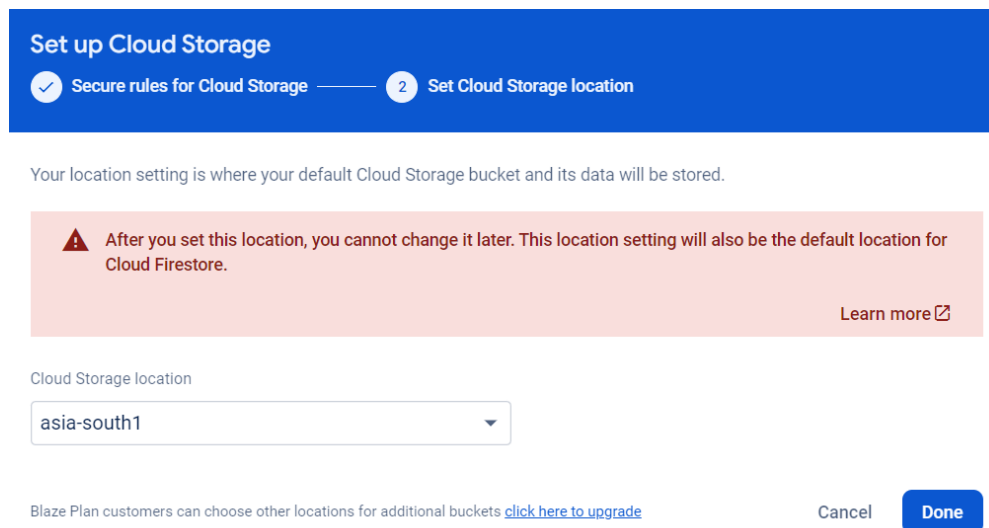 Set up Cloud Storage
Secure rules for Cloud Storage
2 Set Cloud Storage location
Your location setting is where your default Cloud Storage bucket and its data will be stored.
After you set this location, you cannot change it later. This location setting will also be the default location for
Cloud Firestore.
Learn more
Cloud Storage location
asia-south1
Blaze Plan customers can choose other locations for additional buckets click here to upgrade
Cancel
Done